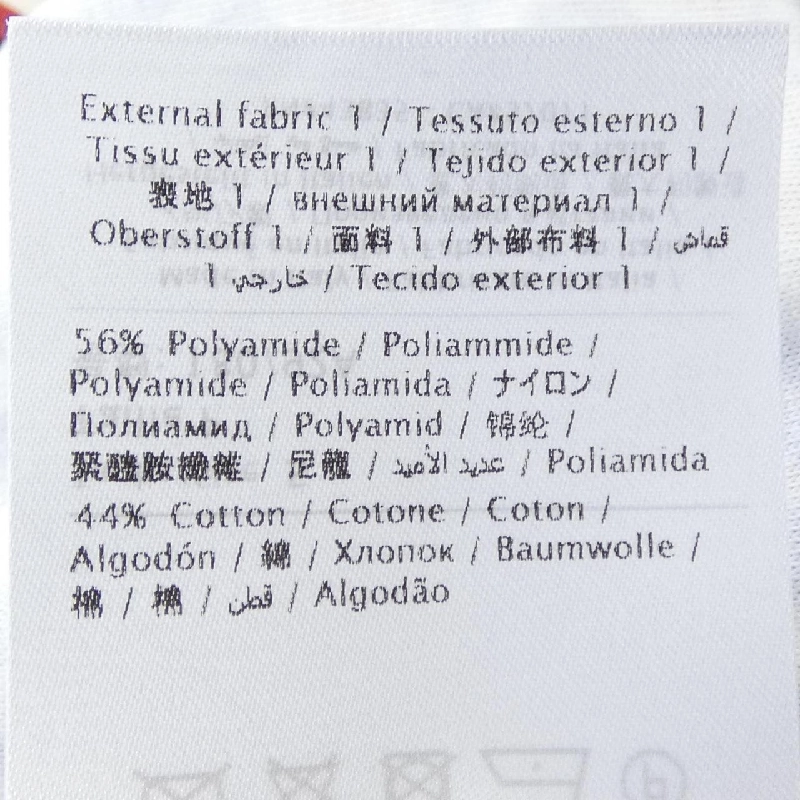 External fabric 1 / Tessuto esterno 1 /
Tissu extérieur 1 / Tejido exterior 1 /
表地 1 / внешний материал 1 /
Oberstoff 1 / 面料 1 / 外部布料 1 / قماش
خارجي 1 / Tecido exterior 1
56% Polyamide / Poliammide /
Polyamide / Poliamida / ナイロン /
Полиамид / Polyamid / 锦纶 /
聚醯胺纖維 / 尼龍 / عديد الأميد / Poliamida
44% Cotton / Cotone / Coton /
Algodón / 綿 / Хлопок / Baumwolle /
棉 / 棉 / قطن / Algodão